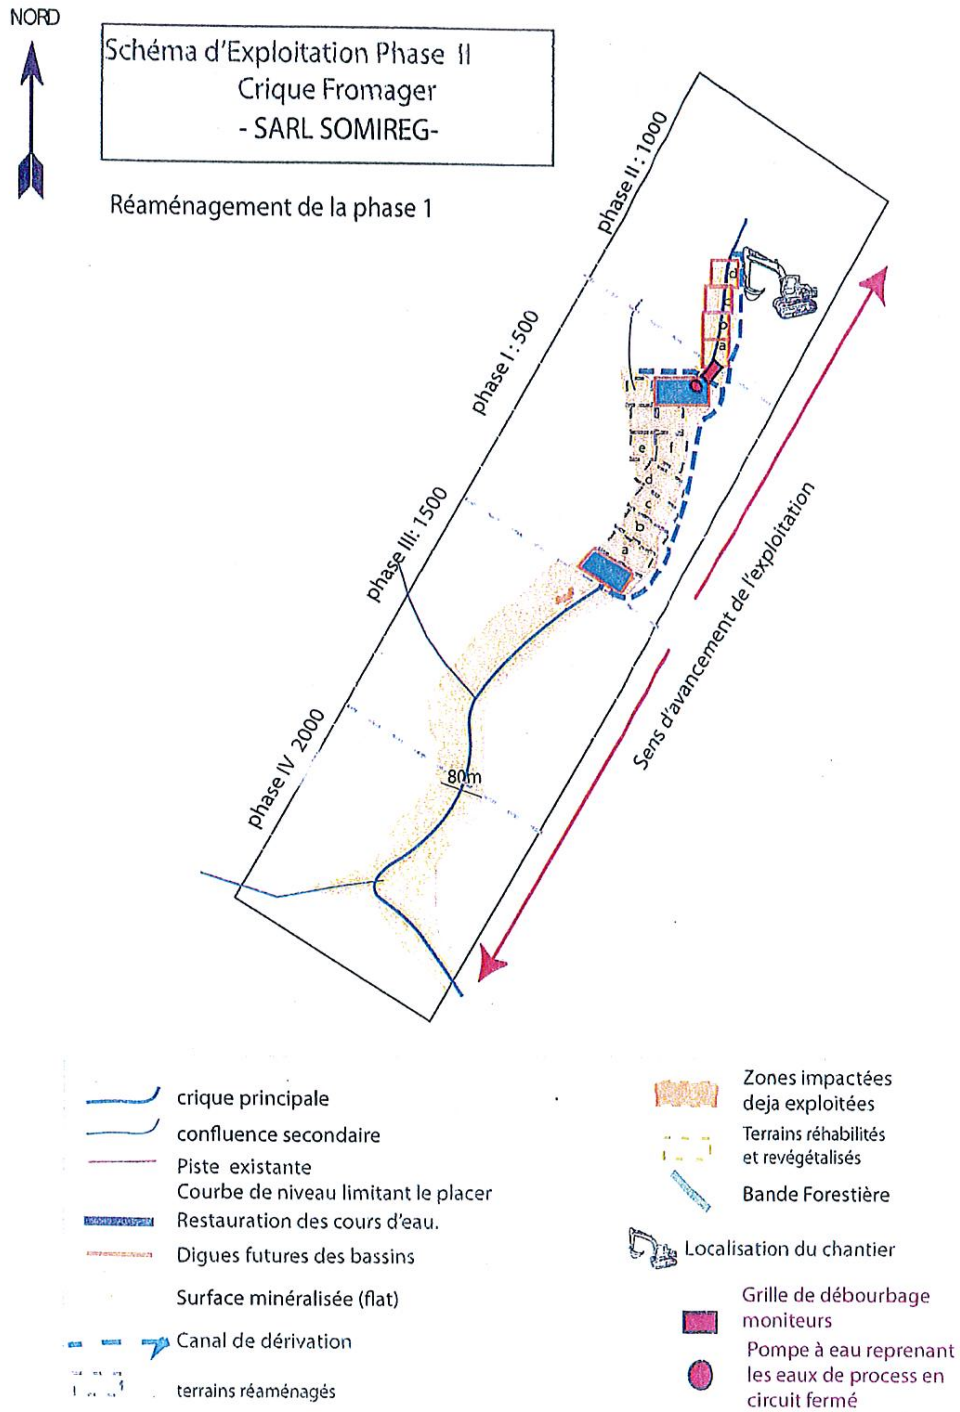 NORD
Schéma d'Exploitation Phase II
Crique Fromager
- SARL SOMIREG-
Réaménagement de la phase 1
phase II : 1000
phase I : 500
phase III: 1500
phase IV 2000
d
c
b
a
e
f
d
c
b
a
80m
Sens d'avancement de l'exploitation
crique principale
confluence secondaire
Piste existante
Courbe de niveau limitant le placer
Restauration des cours d'eau.
Digues futures des bassins
Surface minéralisée (flat)
Canal de dérivation
terrains réaménagés
Zones impactées
deja exploitées
Terrains réhabilités
et revégétalisés
Bande Forestière
Localisation du chantier
Grille de débourbage
moniteurs
Pompe à eau reprenant
les eaux de process en
circuit fermé